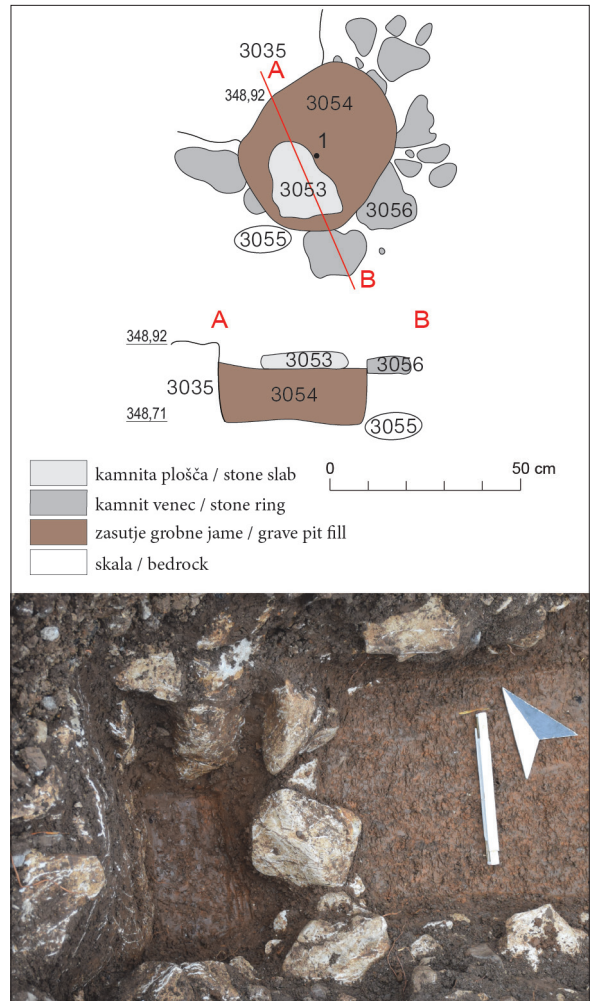 3035
A
348,92
3054
1
3053
3056
3055
B
A
B
348,92
3053
3056
3035
3054
348,71
3055
kamnita plošča / stone slab
0
50 cm
kamnit venec / stone ring
zasutje grobne jame / grave pit fill
skala / bedrock